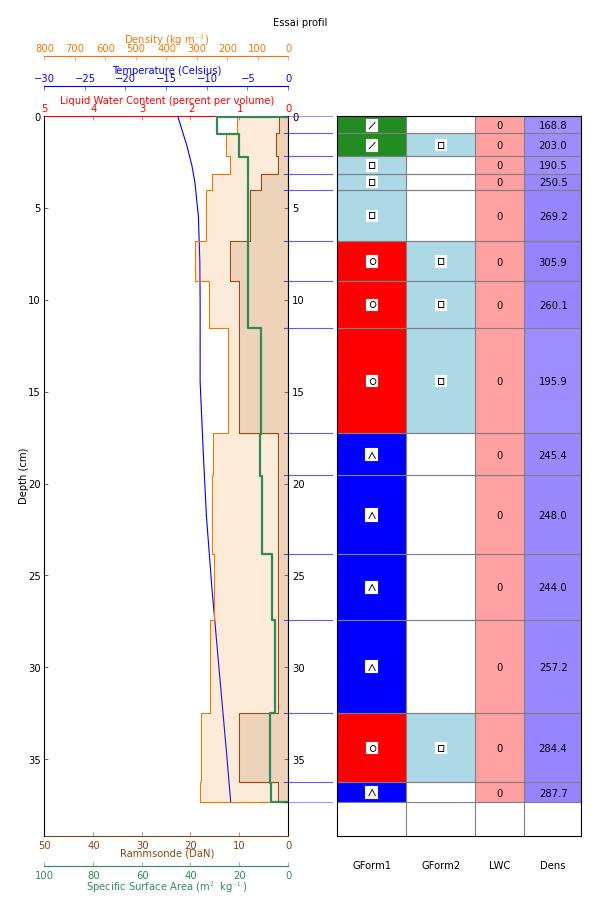 Essai profil
Density (kg m⁻³)
800 700 600 500 400 300 200 100 0
Temperature (Celsius)
−30 −25 −20 −15 −10 −5 0
Liquid Water Content (percent per volume)
5 4 3 2 1 0
0 0
5 5
10 10
15 15
20 20
25 25
30 30
35 35
Depth (cm)
0 168.8
0 203.0
0 190.5
0 250.5
0 269.2
0 305.9
0 260.1
0 195.9
0 245.4
0 248.0
0 244.0
0 257.2
0 284.4
0 287.7
GForm1 GForm2 LWC Dens
50 40 30 20 10 0
Rammsonde (DaN)
100 80 60 40 20 0
Specific Surface Area (m² kg⁻¹)